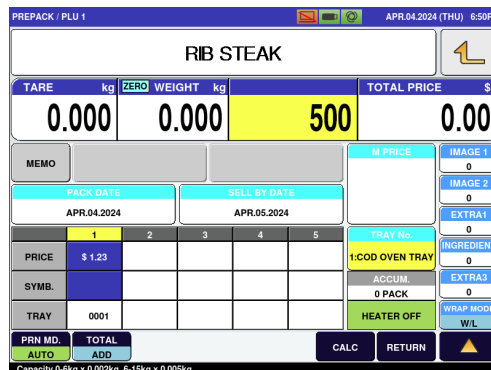 PREPACK / PLU 1 APR.04.2024 (THU) 6:50P
RIB STEAK
TARE kg ZERO WEIGHT kg TOTAL PRICE $
0.000 0.000 500 0.00
MEMO M PRICE IMAGE 1
0
PACK DATE SELL BY DATE IMAGE 2
0
APR.04.2024 APR.05.2024 EXTRA1
0
1 2 3 4 5 TRAY No. INGREDIEN
0
PRICE $ 1.23 1:COD OVEN TRAY
SYMB. ACCUM. EXTRA3
0 PACK 0
TRAY 0001 HEATER OFF WRAP MODE
W/L
PRN MD. TOTAL CALC RETURN
AUTO ADD
Capacity 0-6kg x 0.002kg, 6-15kg x 0.005kg